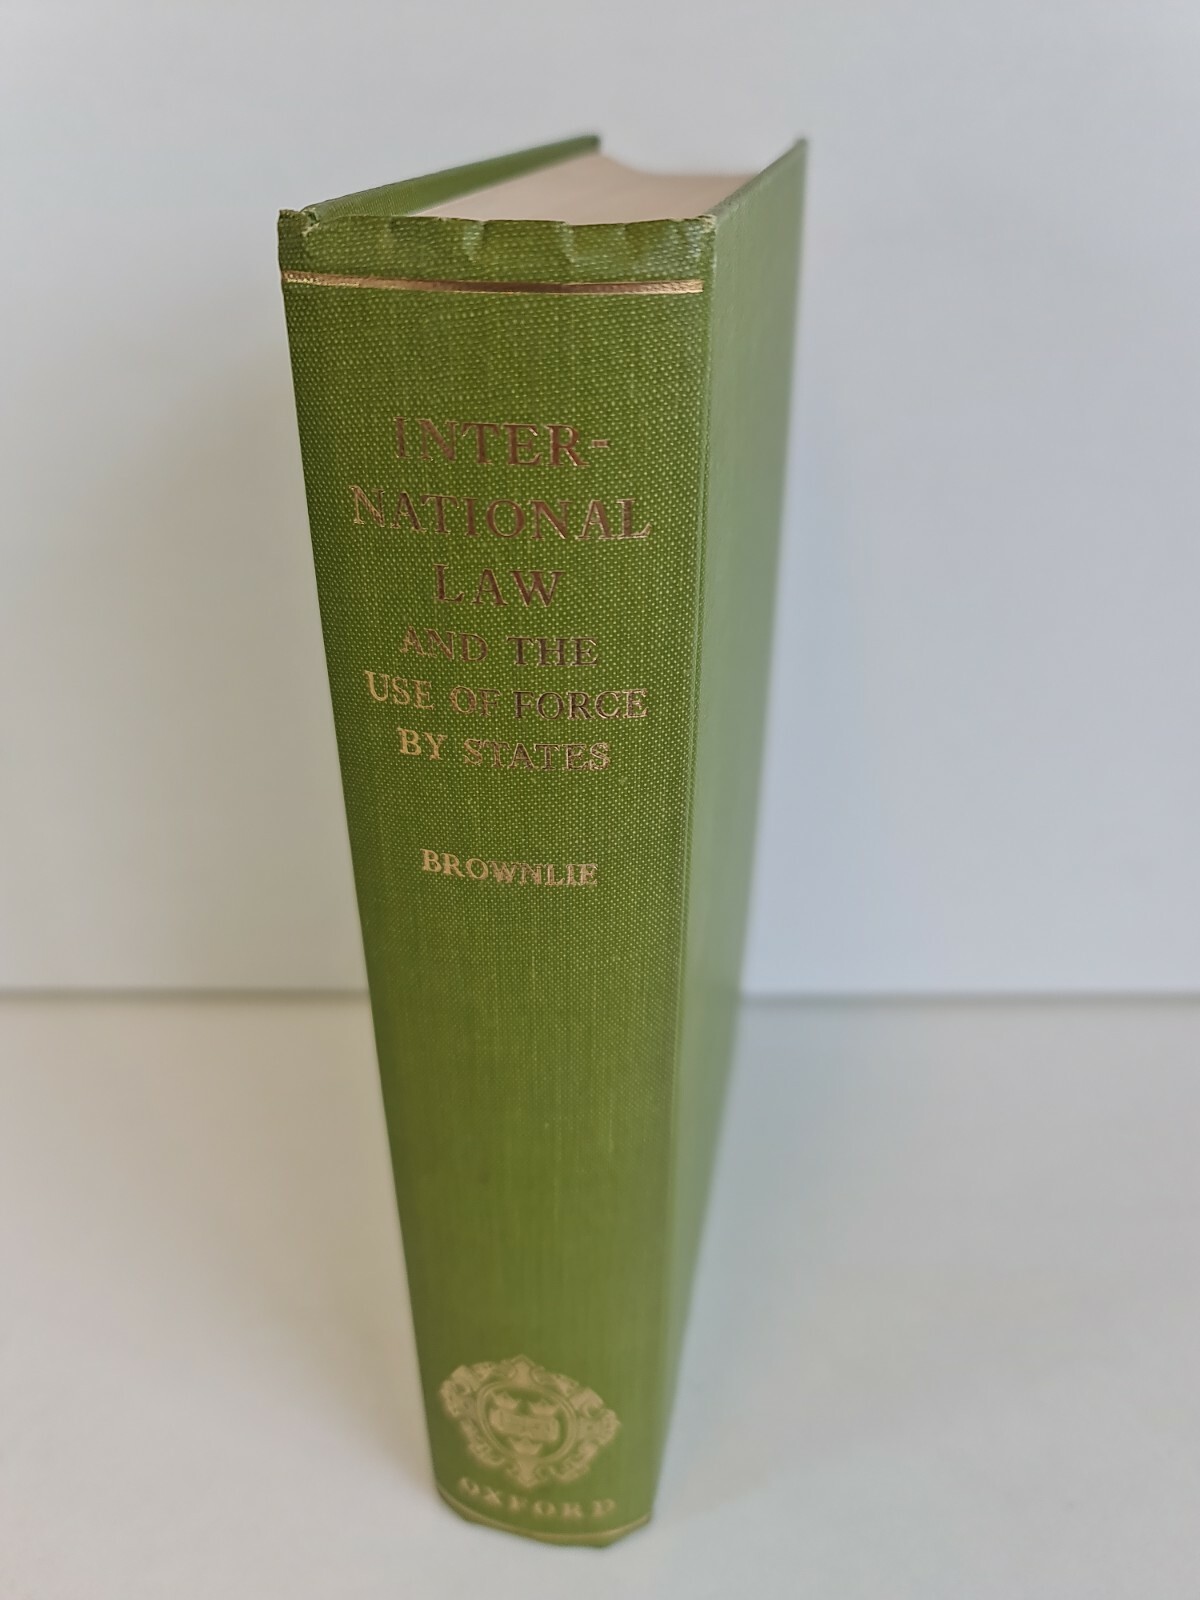 INTER-
NATIONAL
LAW
AND THE
USE OF FORCE
BY STATES
BROWNLIE
OXFORD